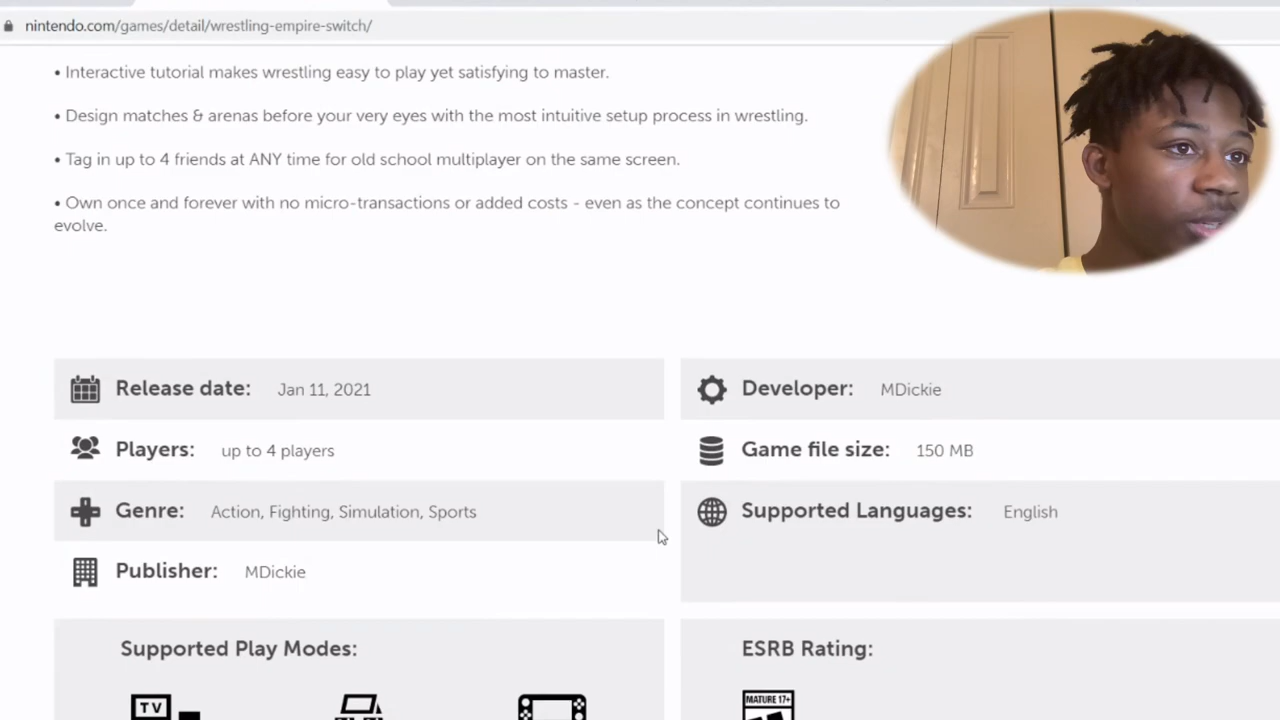 nintendo.com/games/detail/wrestling-empire-switch/
• Interactive tutorial makes wrestling easy to play yet satisfying to master.
• Design matches & arenas before your very eyes with the most intuitive setup process in wrestling.
• Tag in up to 4 friends at ANY time for old school multiplayer on the same screen.
• Own once and forever with no micro-transactions or added costs - even as the concept continues to
evolve.
Release date: Jan 11, 2021
Developer: MDickie
Players: up to 4 players
Game file size: 150 MB
Genre: Action, Fighting, Simulation, Sports
Supported Languages: English
Publisher: MDickie
Supported Play Modes:
ESRB Rating:
TV
MATURE 17+